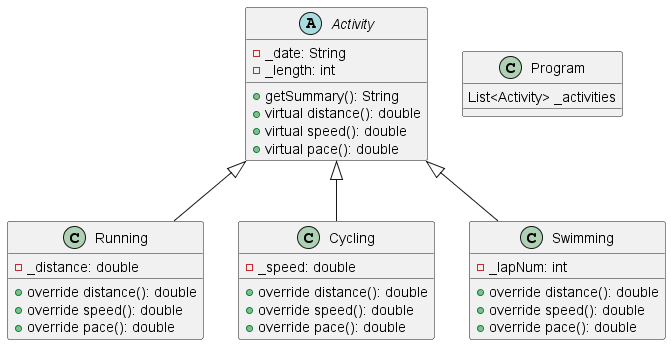 A Activity
_date: String
_length: int
getSummary(): String
virtual distance(): double
virtual speed(): double
virtual pace(): double
C Program
List<Activity> _activities
C Running
_distance: double
override distance(): double
override speed(): double
override pace(): double
C Cycling
_speed: double
override distance(): double
override speed(): double
override pace(): double
C Swimming
_lapNum: int
override distance(): double
override speed(): double
override pace(): double